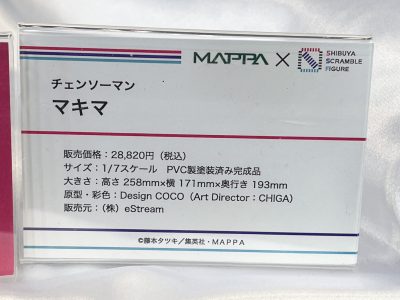 MAPPA × SHIBUYA
SCRAMBLE
FIGURE
チェンソーマン
マキマ
販売価格：28,820円（税込）
サイズ：1/7スケール　PVC製塗装済み完成品
大きさ：高さ 258mm×横 171mm×奥行き 193mm
原型・彩色：Design COCO（Art Director：CHIGA）
販売元：（株）eStream
©藤本タツキ／集英社・MAPPA